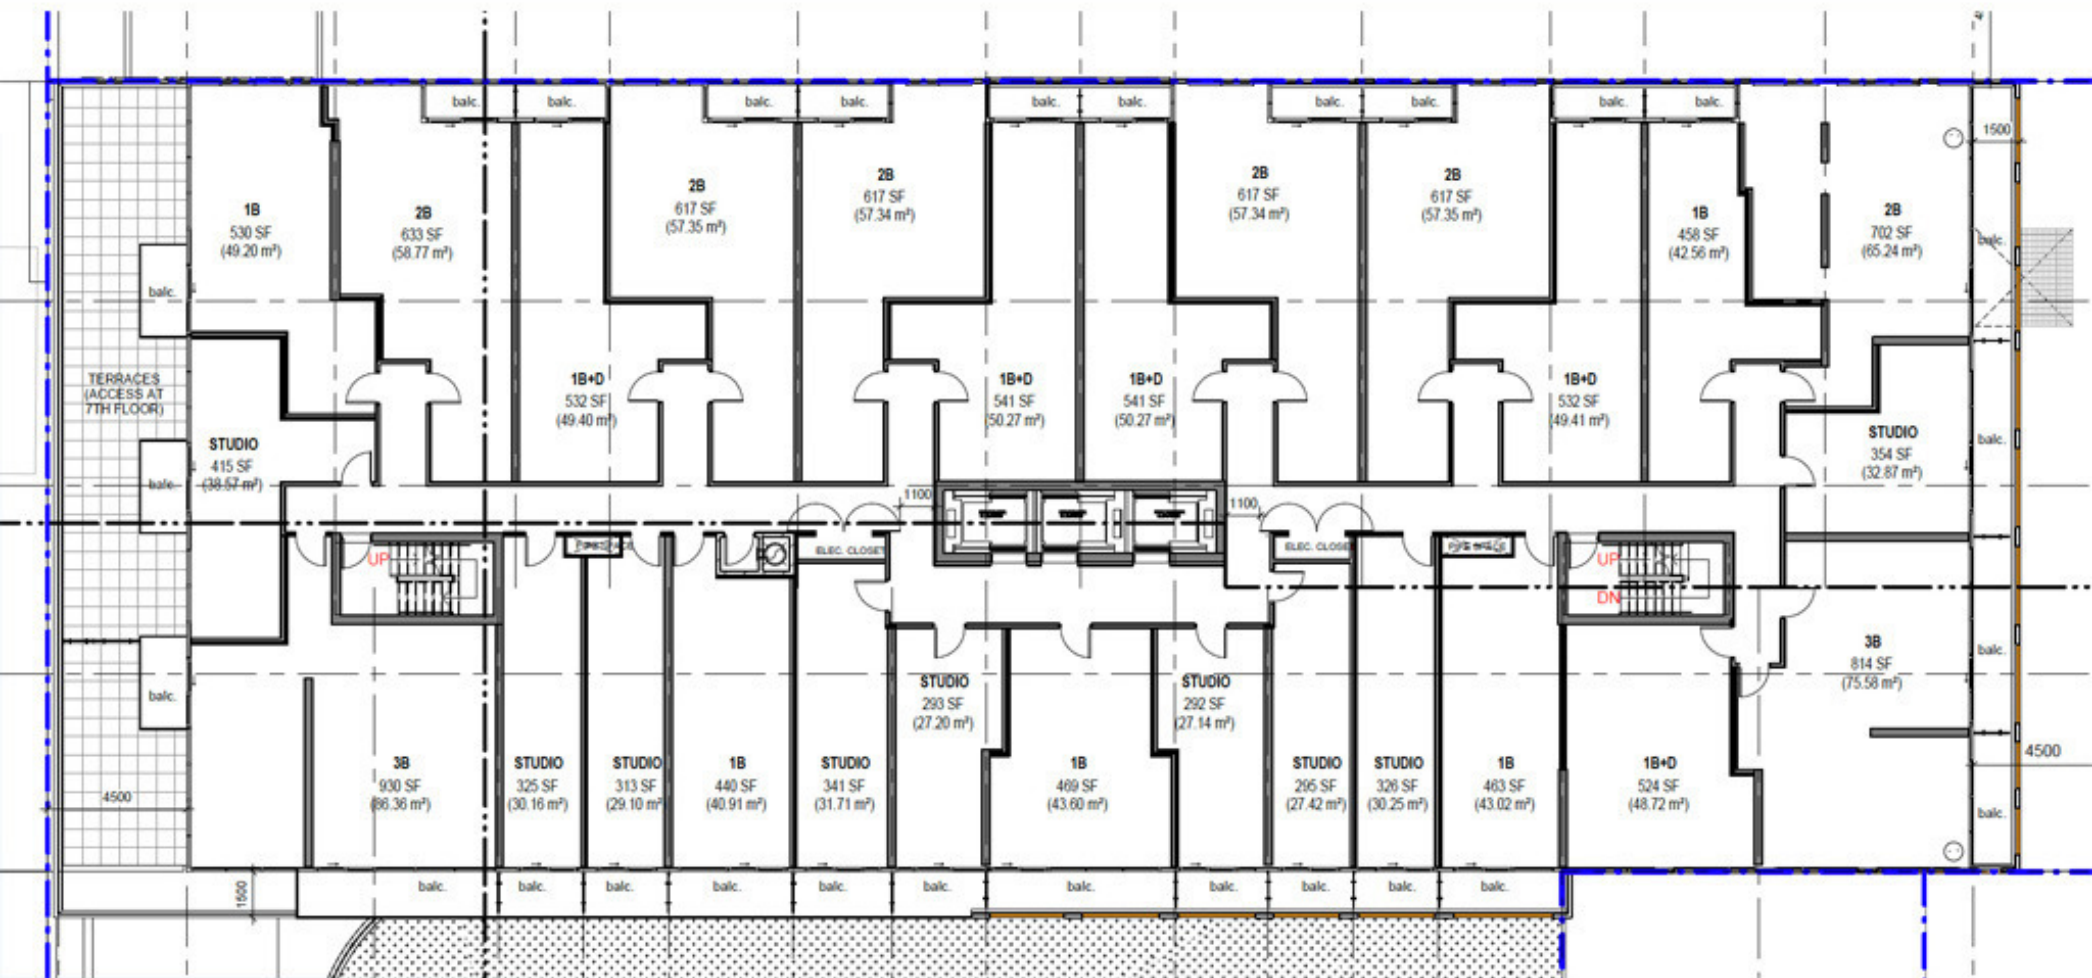 balc.
balc.
balc.
balc.
balc.
balc.
balc.
balc.
balc.
balc.
1500
1B
530 SF
(49.20 m²)
2B
633 SF
(58.77 m²)
2B
617 SF
(57.35 m²)
2B
617 SF
(57.34 m²)
2B
617 SF
(57.34 m²)
2B
617 SF
(57.35 m²)
1B
458 SF
(42.56 m²)
2B
702 SF
(65.24 m²)
balc.
balc.
TERRACES
(ACCESS AT
7TH FLOOR)
1B+D
532 SF
(49.40 m²)
1B+D
541 SF
(50.27 m²)
1B+D
541 SF
(50.27 m²)
1B+D
532 SF
(49.41 m²)
STUDIO
415 SF
(38.57 m²)
STUDIO
354 SF
(32.87 m²)
balc.
balc.
1100
1100
UP
PIPE SPACE
ELEC. CLOSET
ELEC. CLOSE
PIPE SPACE
UP
DN
balc.
3B
814 SF
(75.58 m²)
balc.
STUDIO
293 SF
(27.20 m²)
STUDIO
292 SF
(27.14 m²)
3B
930 SF
(86.36 m²)
STUDIO
325 SF
(30.16 m²)
STUDIO
313 SF
(29.10 m²)
1B
440 SF
(40.91 m²)
STUDIO
341 SF
(31.71 m²)
1B
469 SF
(43.60 m²)
STUDIO
295 SF
(27.42 m²)
STUDIO
326 SF
(30.25 m²)
1B
463 SF
(43.02 m²)
1B+D
524 SF
(48.72 m²)
4500
4500
balc.
1500
balc.
balc.
balc.
balc.
balc.
balc.
balc.
balc.
balc.
balc.
balc.